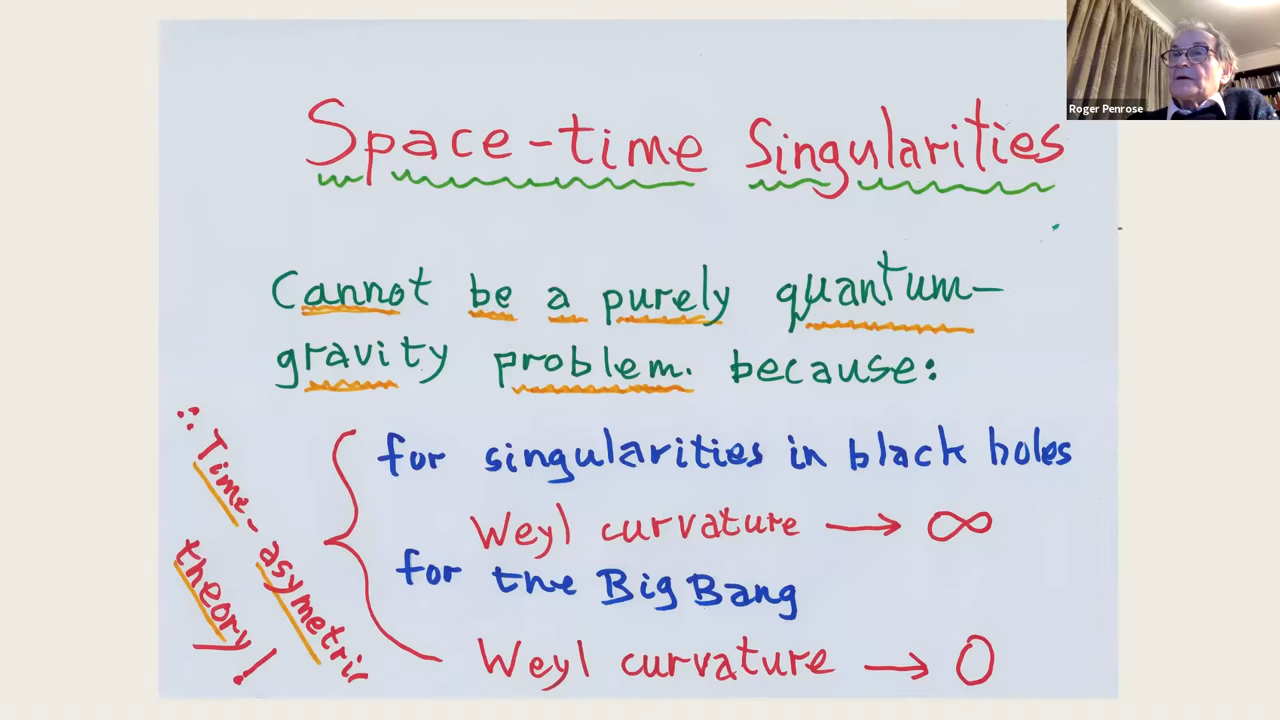 Roger Penrose
Space-time Singularities
Cannot be a purely quantum-
gravity problem. because:
for singularities in black holes
Weyl curvature → ∞
for the Big Bang
Weyl curvature → 0
∴ Time-asymetric
theory!